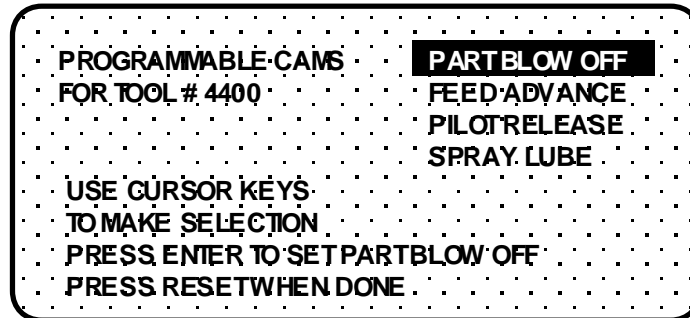 PROGRAMMABLE CAMS
FOR TOOL # 4400
PART BLOW OFF
FEED ADVANCE
PILOT RELEASE
SPRAY LUBE
USE CURSOR KEYS
TO MAKE SELECTION
PRESS ENTER TO SET PART BLOW OFF
PRESS RESET WHEN DONE